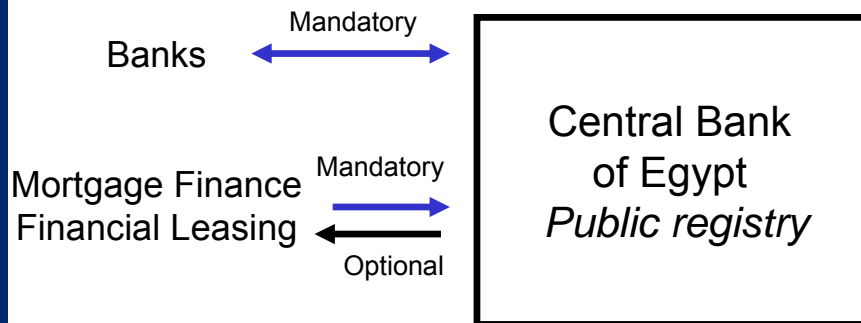 Mandatory
Banks
Mandatory
Mortgage Finance
Financial Leasing
Optional
Central Bank
of Egypt
Public registry